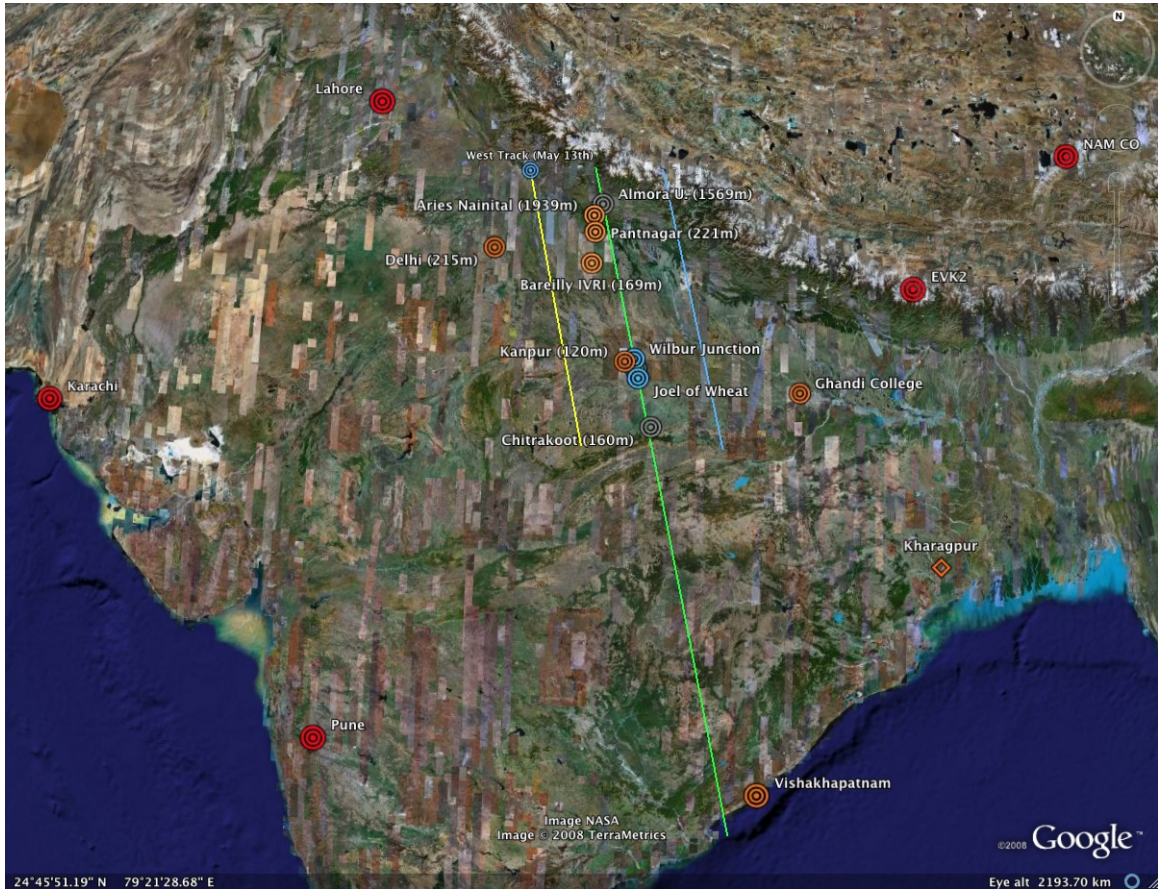 N
Lahore
NAM CO
West Track (May 13th)
Almora U. (1569m)
Aries Nainital (1939m)
Pantnagar (221m)
Delhi (215m)
Bareilly IVRI (169m)
EVK2
Kanpur (120m)
Wilbur Junction
Karachi
Ghandi College
Joel of Wheat
Chitrakoot (160m)
Kharagpur
Pune
Vishakhapatnam
Image NASA
Image © 2008 TerraMetrics
©2008 Google™
24°45'51.19" N 79°21'28.68" E
Eye alt 2193.70 km